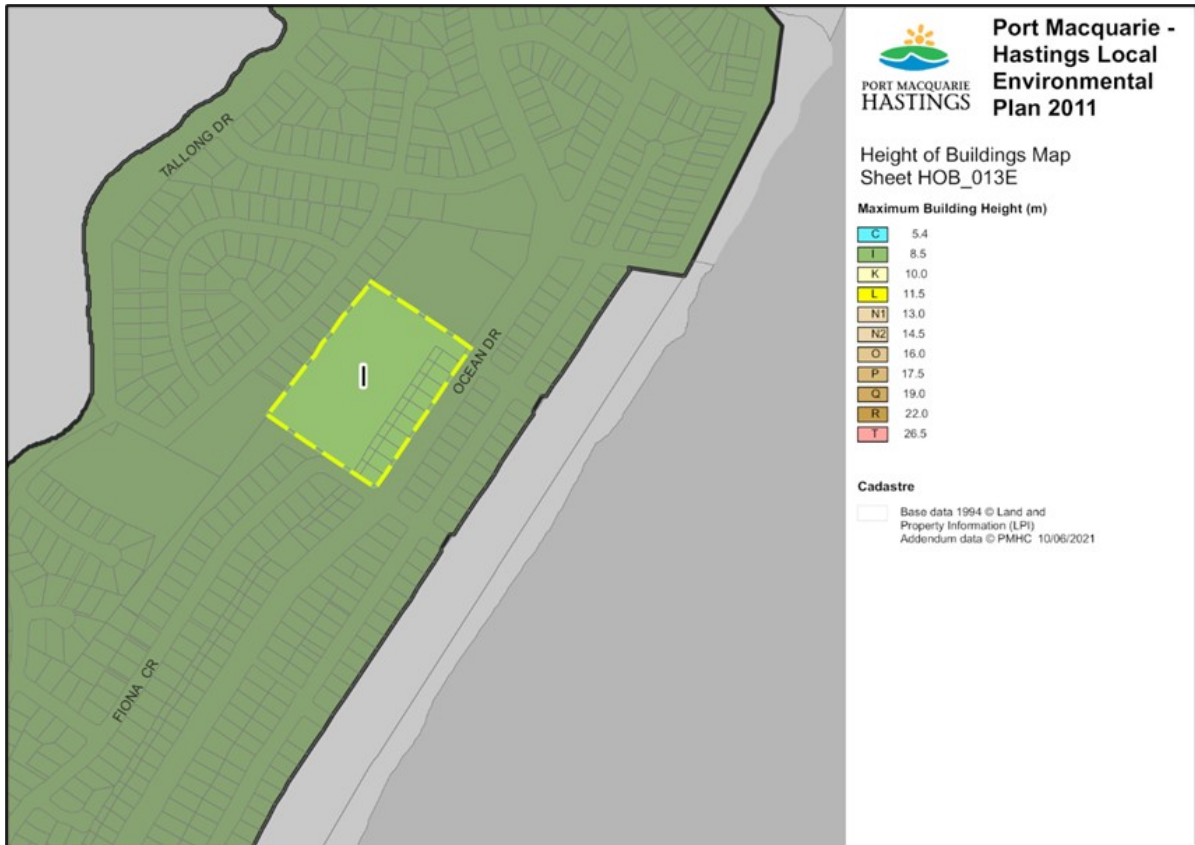 TALLONG DR
OCEAN DR
I
FIONA CR
PORT MACQUARIE
HASTINGS
Port Macquarie -
Hastings Local
Environmental
Plan 2011
Height of Buildings Map
Sheet HOB_013E
Maximum Building Height (m)
C 5.4
I 8.5
K 10.0
L 11.5
N1 13.0
N2 14.5
O 16.0
P 17.5
Q 19.0
R 22.0
T 26.5
Cadastre
Base data 1994 © Land and
Property Information (LPI)
Addendum data © PMHC 10/06/2021